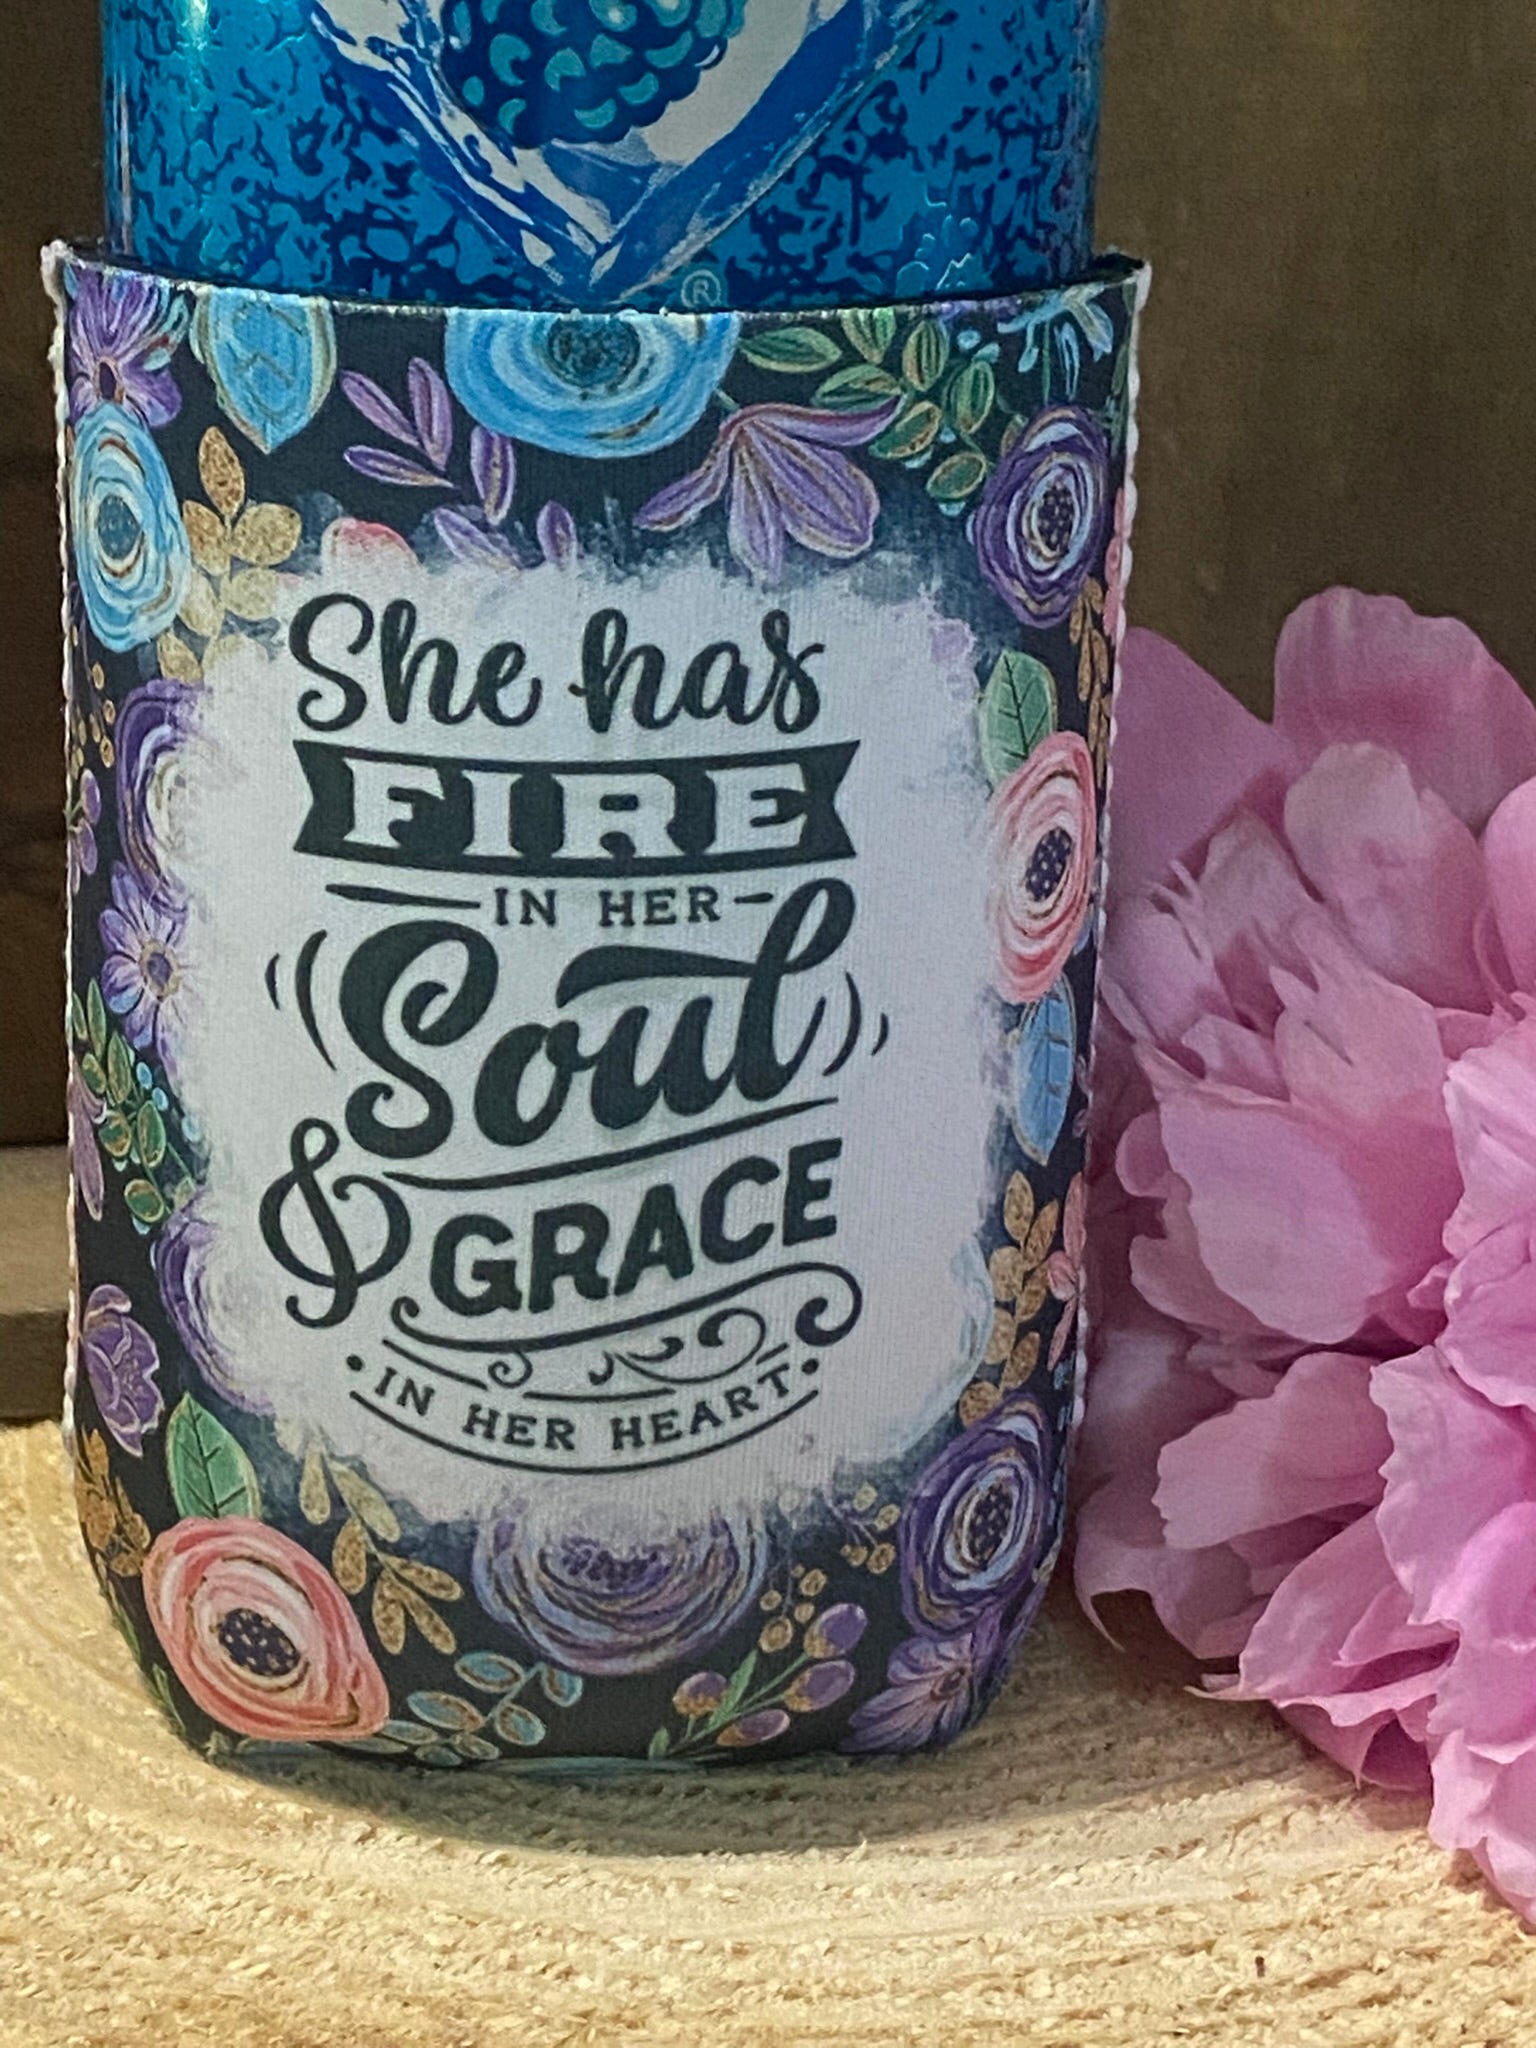 ®
She has
FIRE
IN HER
Soul
& GRACE
IN HER HEART